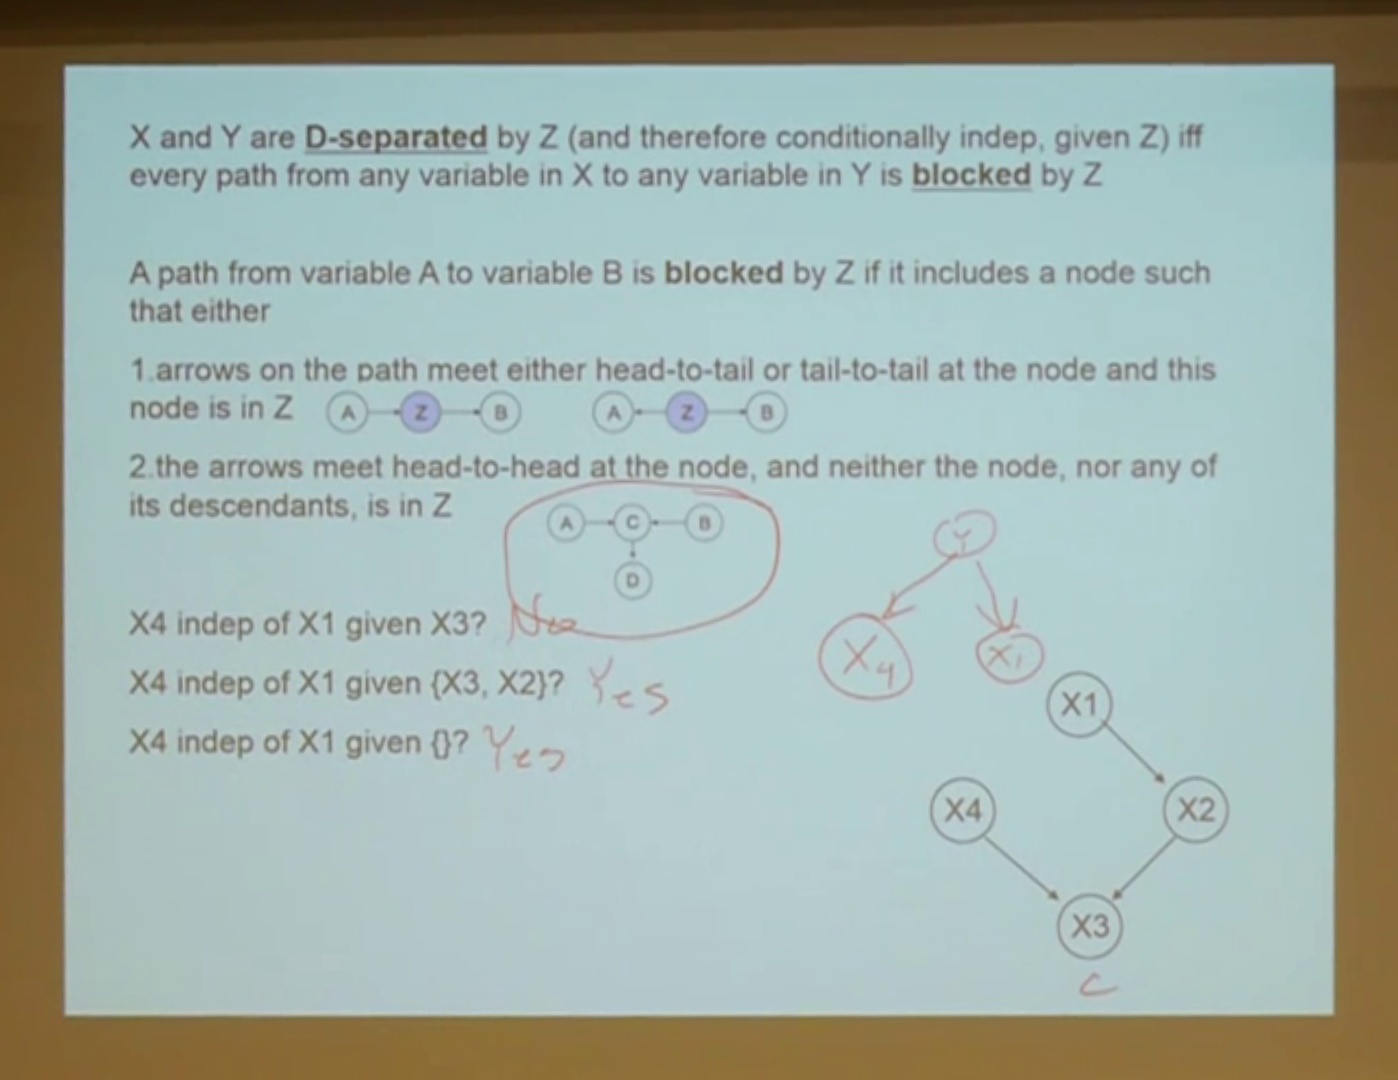 X and Y are D-separated by Z (and therefore conditionally indep, given Z) iff
every path from any variable in X to any variable in Y is blocked by Z
A path from variable A to variable B is blocked by Z if it includes a node such
that either
1.arrows on the path meet either head-to-tail or tail-to-tail at the node and this
node is in Z A Z B A Z B
2.the arrows meet head-to-head at the node, and neither the node, nor any of
its descendants, is in Z
A C B
D
Y
X4 indep of X1 given X3? No
X4 X1
X4 indep of X1 given {X3, X2}? Yes
X1
X4 indep of X1 given {}? Yes
X4 X2
X3
C